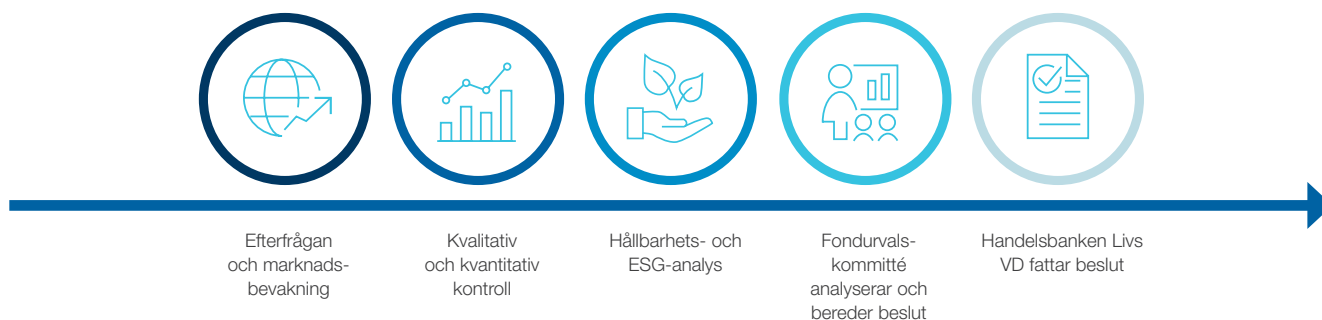 Efterfrågan
och marknads-
bevakning
Kvalitativ
och kvantitativ
kontroll
Hållbarhets- och
ESG-analys
Fondurvals-
kommitté
analyserar och
bereder beslut
Handelsbanken Livs
VD fattar beslut